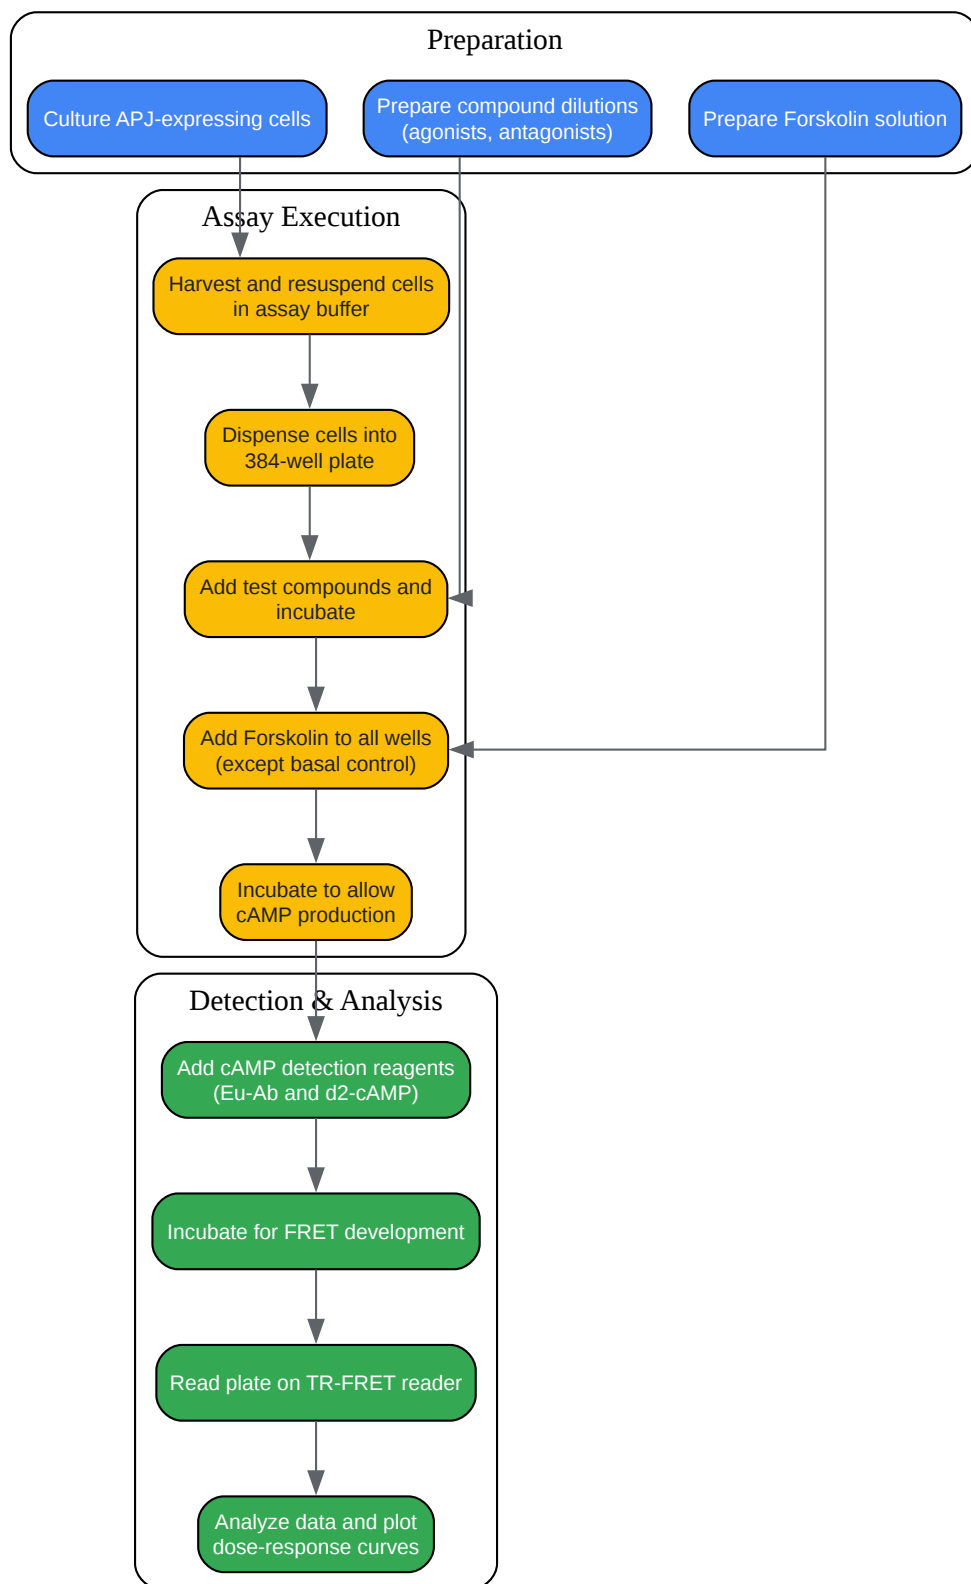 Preparation
Culture APJ-expressing cells
Prepare compound dilutions
(agonists, antagonists)
Prepare Forskolin solution
Assay Execution
Harvest and resuspend cells
in assay buffer
Dispense cells into
384-well plate
Add test compounds and
incubate
Add Forskolin to all wells
(except basal control)
Incubate to allow
cAMP production
Detection & Analysis
Add cAMP detection reagents
(Eu-Ab and d2-cAMP)
Incubate for FRET development
Read plate on TR-FRET reader
Analyze data and plot
dose-response curves